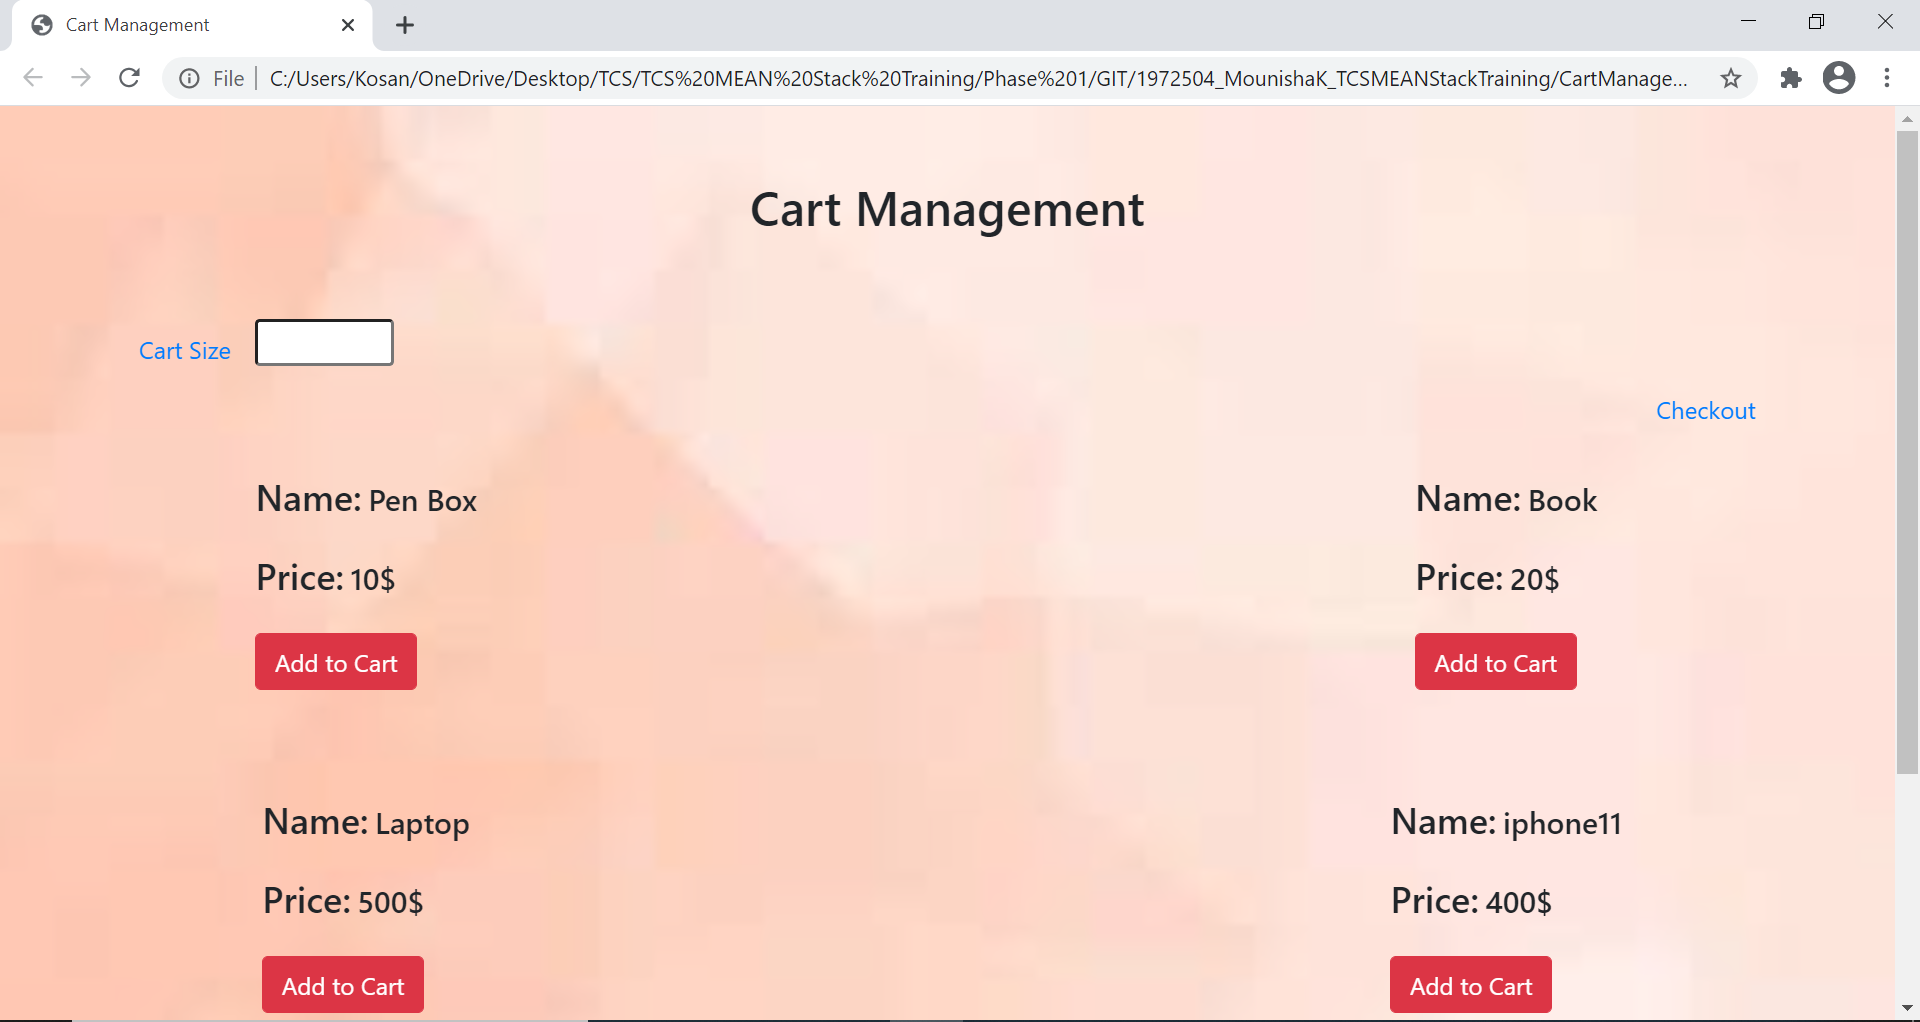 Cart Management
File
C:/Users/Kosan/OneDrive/Desktop/TCS/TCS%20MEAN%20Stack%20Training/Phase%201/GIT/1972504_MounishaK_TCSMEANStackTraining/CartManage...
Cart Management
Cart Size
Checkout
Name: Pen Box
Price: 10$
Add to Cart
Name: Book
Price: 20$
Add to Cart
Name: Laptop
Price: 500$
Add to Cart
Name: iphone11
Price: 400$
Add to Cart